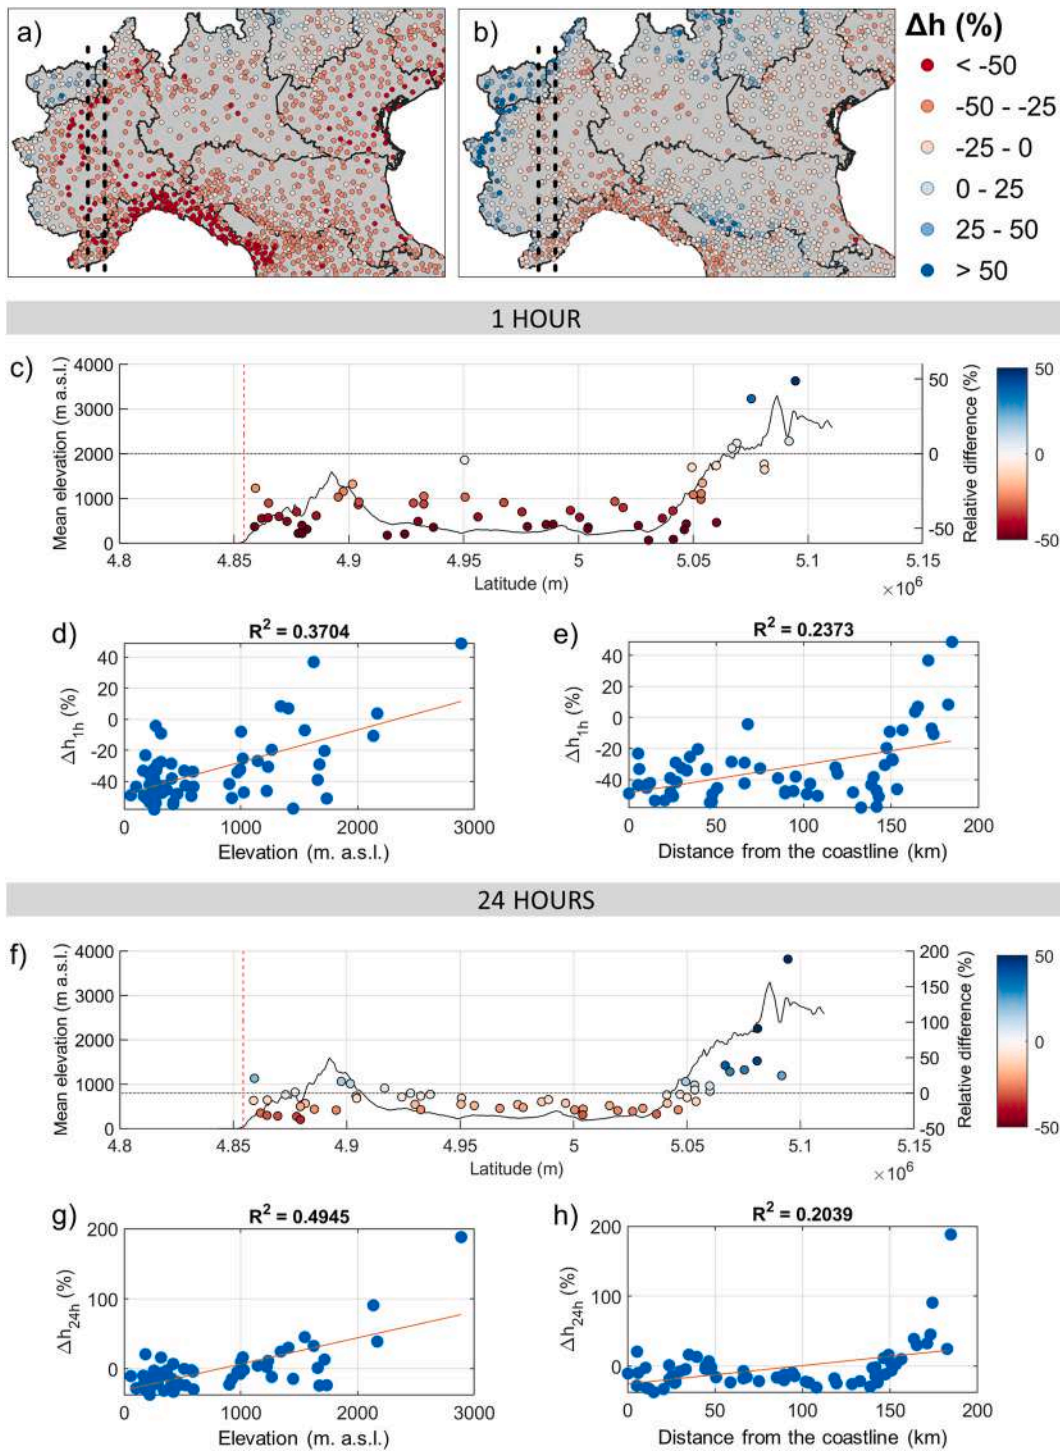 a)
b)
Δh (%)
< -50
-50 - -25
-25 - 0
0 - 25
25 - 50
> 50
1 HOUR
c)
Mean elevation (m a.s.l.)
4000
3000
2000
1000
0
4.8
4.85
4.9
4.95
5
5.05
5.1
5.15
Latitude (m)
×10⁶
50
0
-50
Relative difference (%)
50
0
-50
d)
R² = 0.3704
Δh1h (%)
40
20
0
-20
-40
0
1000
2000
3000
Elevation (m. a.s.l.)
e)
R² = 0.2373
Δh1h (%)
40
20
0
-20
-40
0
50
100
150
200
Distance from the coastline (km)
24 HOURS
f)
Mean elevation (m a.s.l.)
4000
3000
2000
1000
0
4.8
4.85
4.9
4.95
5
5.05
5.1
5.15
Latitude (m)
×10⁶
200
150
100
50
0
-50
Relative difference (%)
50
0
-50
g)
R² = 0.4945
Δh24h (%)
200
100
0
0
1000
2000
3000
Elevation (m. a.s.l.)
h)
R² = 0.2039
Δh24h (%)
200
100
0
0
50
100
150
200
Distance from the coastline (km)